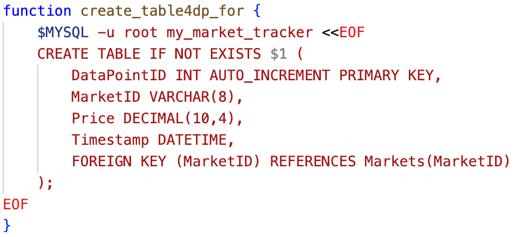 function create_table4dp_for {
    $MYSQL -u root my_market_tracker <<EOF
    CREATE TABLE IF NOT EXISTS $1 (
        DataPointID INT AUTO_INCREMENT PRIMARY KEY,
        MarketID VARCHAR(8),
        Price DECIMAL(10,4),
        Timestamp DATETIME,
        FOREIGN KEY (MarketID) REFERENCES Markets(MarketID)
    );
EOF
}